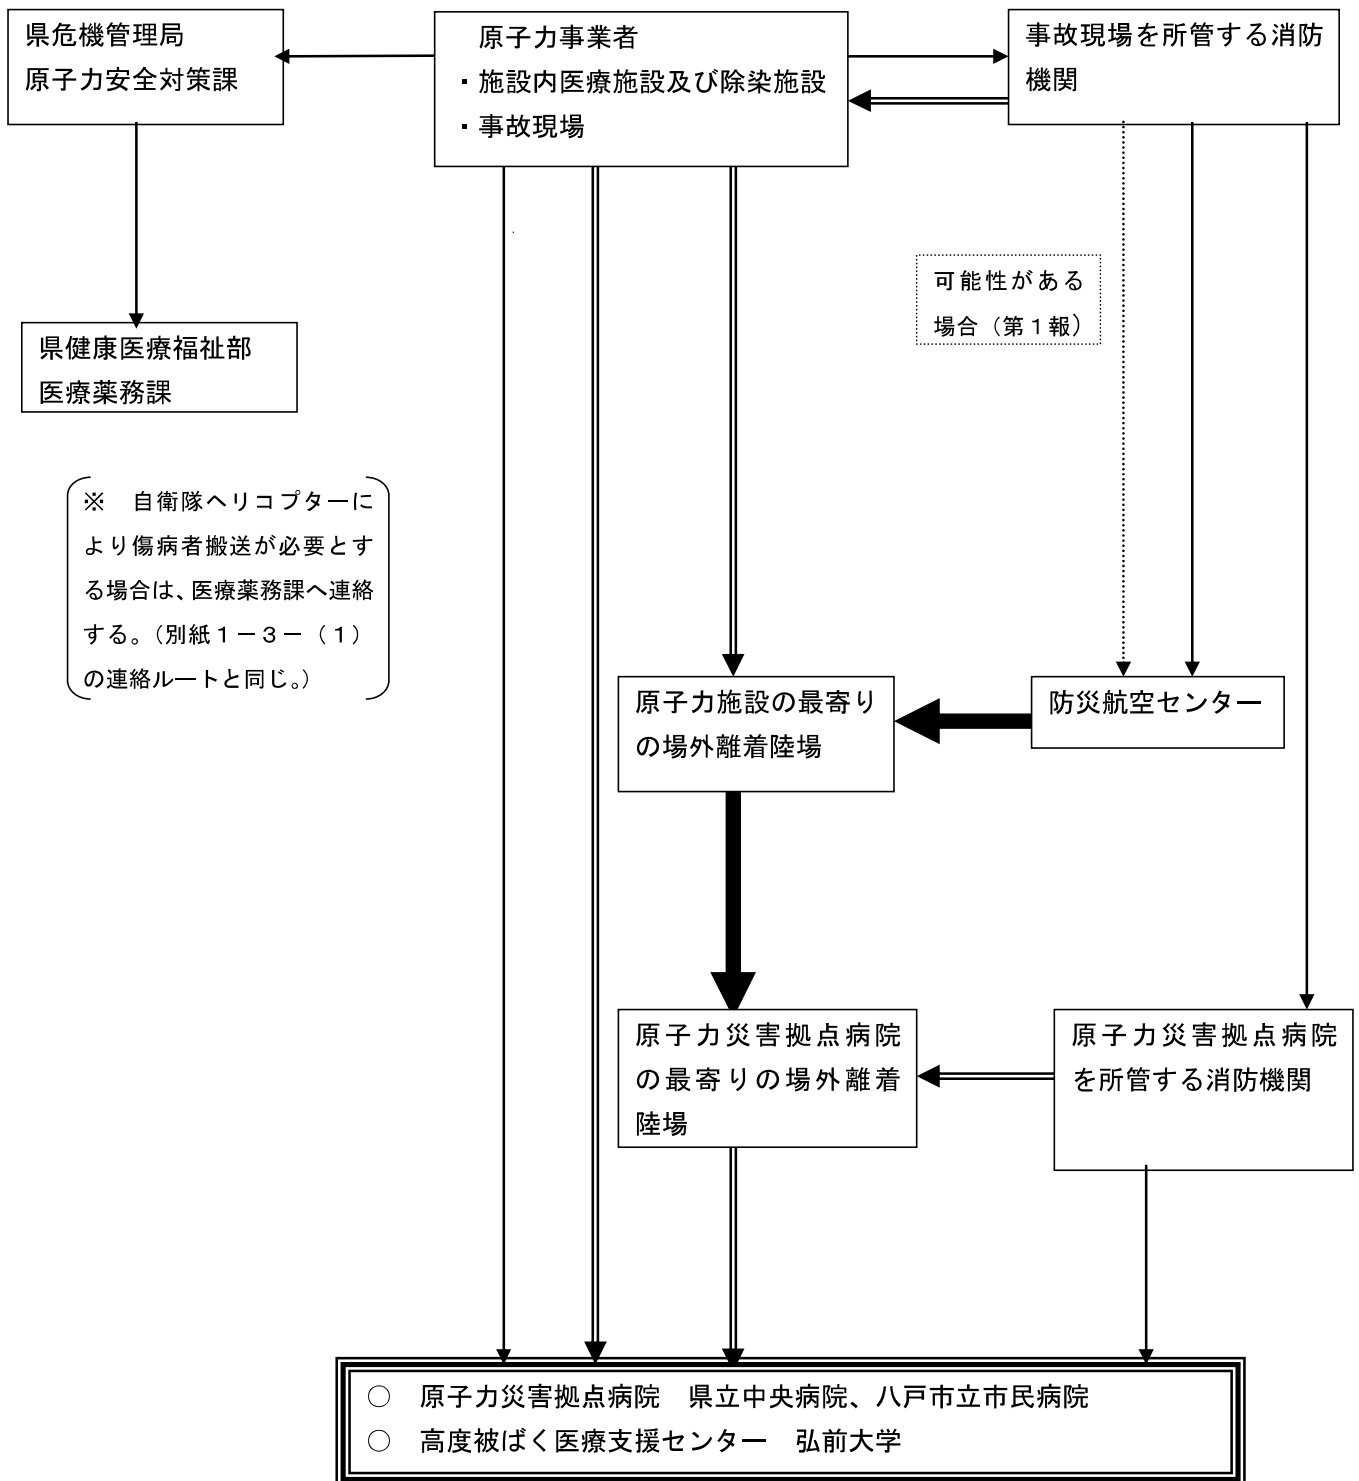 県危機管理局
原子力安全対策課
原子力事業者
・施設内医療施設及び除染施設
・事故現場
事故現場を所管する消防
機関
可能性がある
場合（第１報）
県健康医療福祉部
医療薬務課
※　自衛隊ヘリコプターに
より傷病者搬送が必要とす
る場合は、医療薬務課へ連絡
する。（別紙１－３－（１）
の連絡ルートと同じ。）
原子力施設の最寄り
の場外離着陸場
防災航空センター
原子力災害拠点病院
の最寄りの場外離着
陸場
原子力災害拠点病院
を所管する消防機関
○　原子力災害拠点病院　県立中央病院、八戸市立市民病院
○　高度被ばく医療支援センター　弘前大学